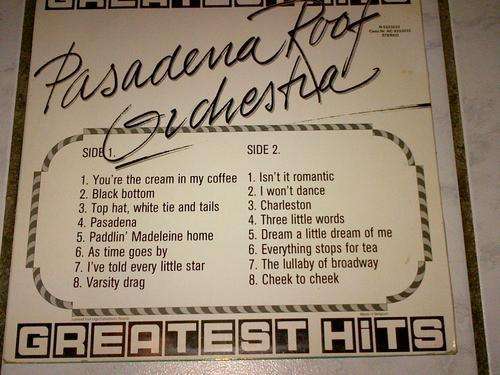 GREATEST HITS
Pasadena Roof
Orchestra
SIDE 1.
1. You're the cream in my coffee
2. Black bottom
3. Top hat, white tie and tails
4. Pasadena
5. Paddlin' Madeleine home
6. As time goes by
7. I've told every little star
8. Varsity drag
SIDE 2.
1. Isn't it romantic
2. I won't dance
3. Charleston
4. Three little words
5. Dream a little dream of me
6. Everything stops for tea
7. The lullaby of broadway
8. Cheek to cheek
GREATEST HiTS